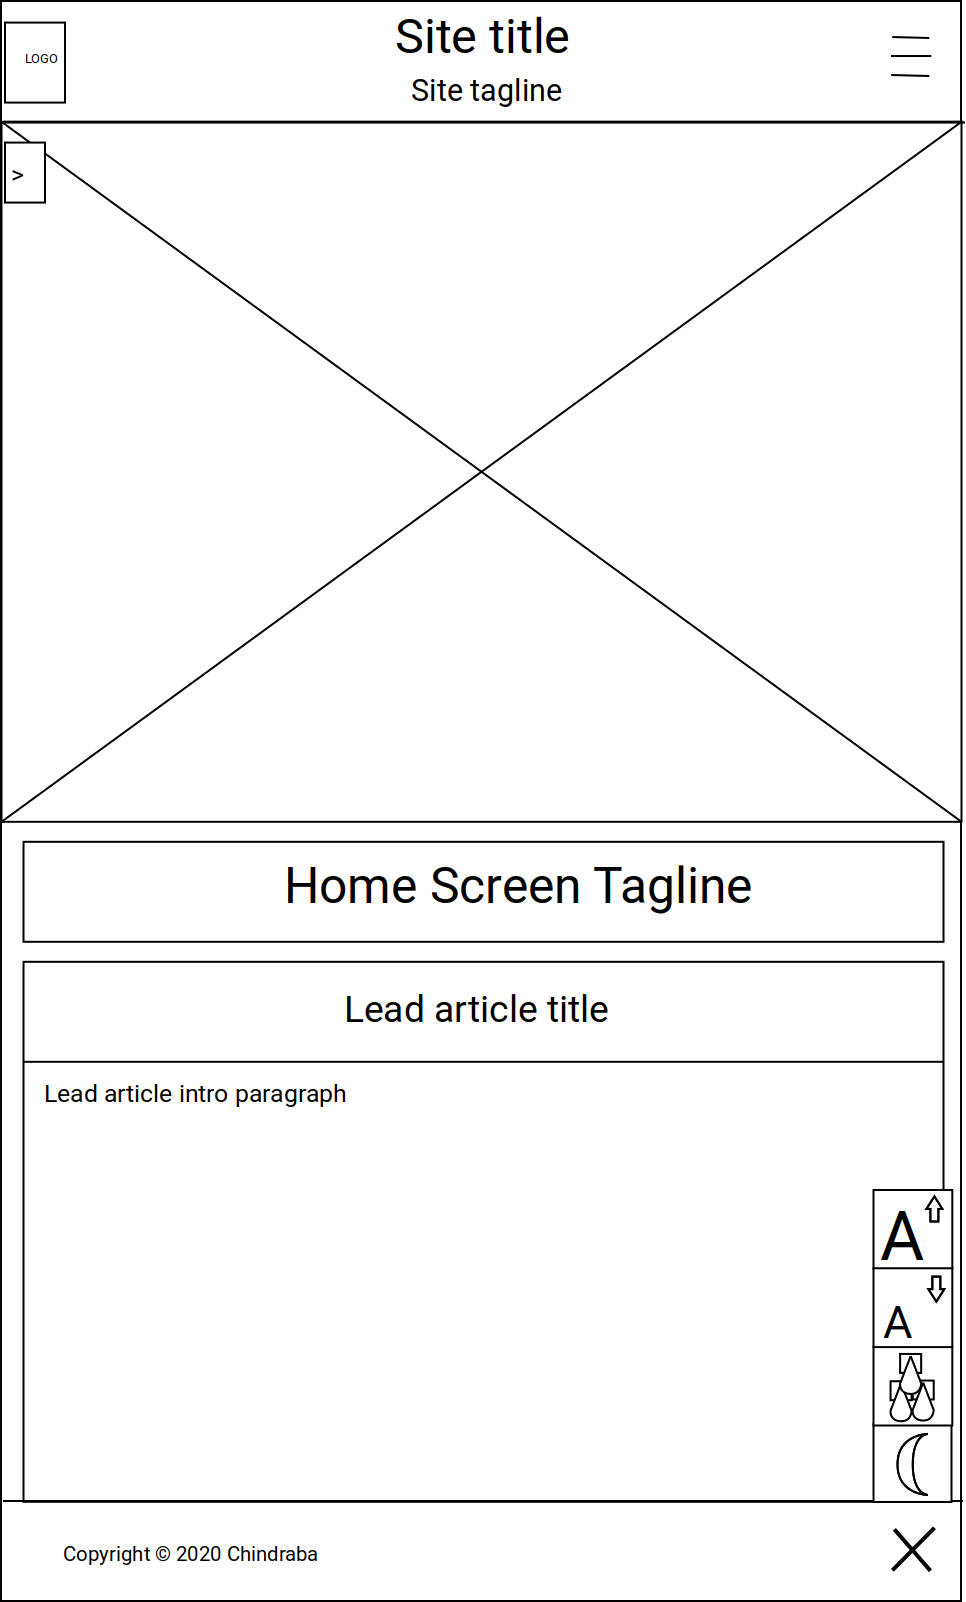 LOGO
Site title
Site tagline
>
Home Screen Tagline
Lead article title
Lead article intro paragraph
A
A
Copyright © 2020 Chindraba